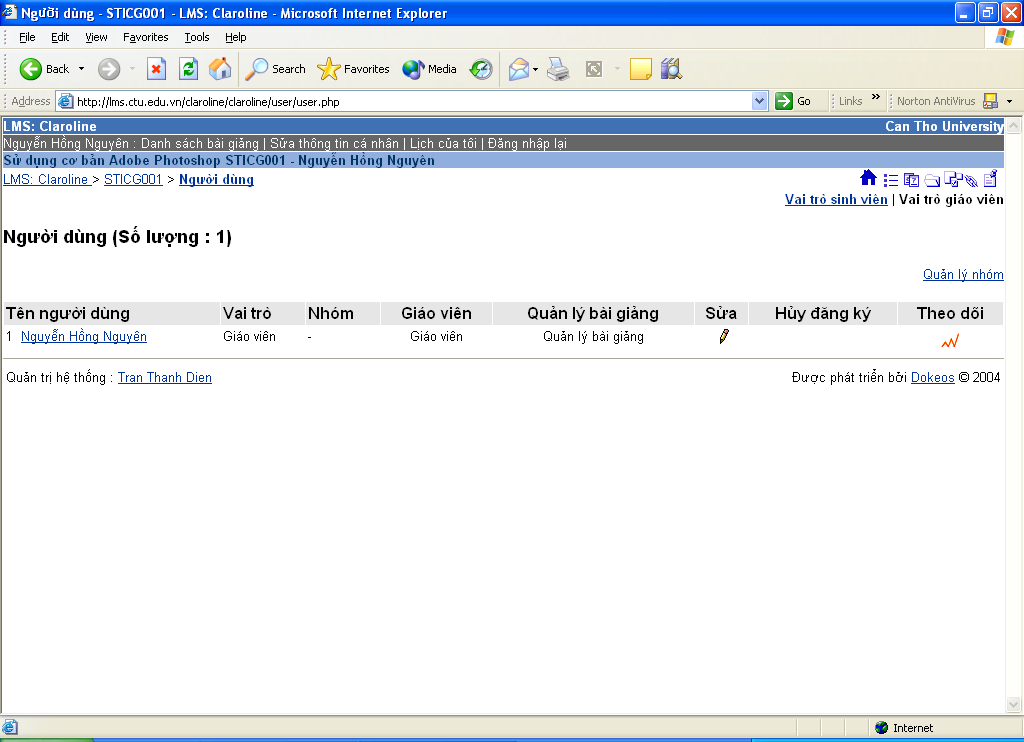 Người dùng - STICG001 - LMS: Claroline - Microsoft Internet Explorer
File Edit View Favorites Tools Help
Back Search Favorites Media
Address http://lms.ctu.edu.vn/claroline/claroline/user/user.php Go Links » Norton AntiVirus
LMS: Claroline Can Tho University
Nguyễn Hồng Nguyên : Danh sách bài giảng | Sửa thông tin cá nhân | Lịch của tôi | Đăng nhập lại
Sử dụng cơ bản Adobe Photoshop STICG001 - Nguyễn Hồng Nguyên
LMS: Claroline > STICG001 > Người dùng
Vai trò sinh viên | Vai trò giáo viên
Người dùng (Số lượng : 1)
Quản lý nhóm
Tên người dùng Vai trò Nhóm Giáo viên Quản lý bài giảng Sửa Hủy đăng ký Theo dõi
1 Nguyễn Hồng Nguyên Giáo viên - Giáo viên Quản lý bài giảng
Quản trị hệ thống : Tran Thanh Dien Được phát triển bởi Dokeos © 2004
Internet